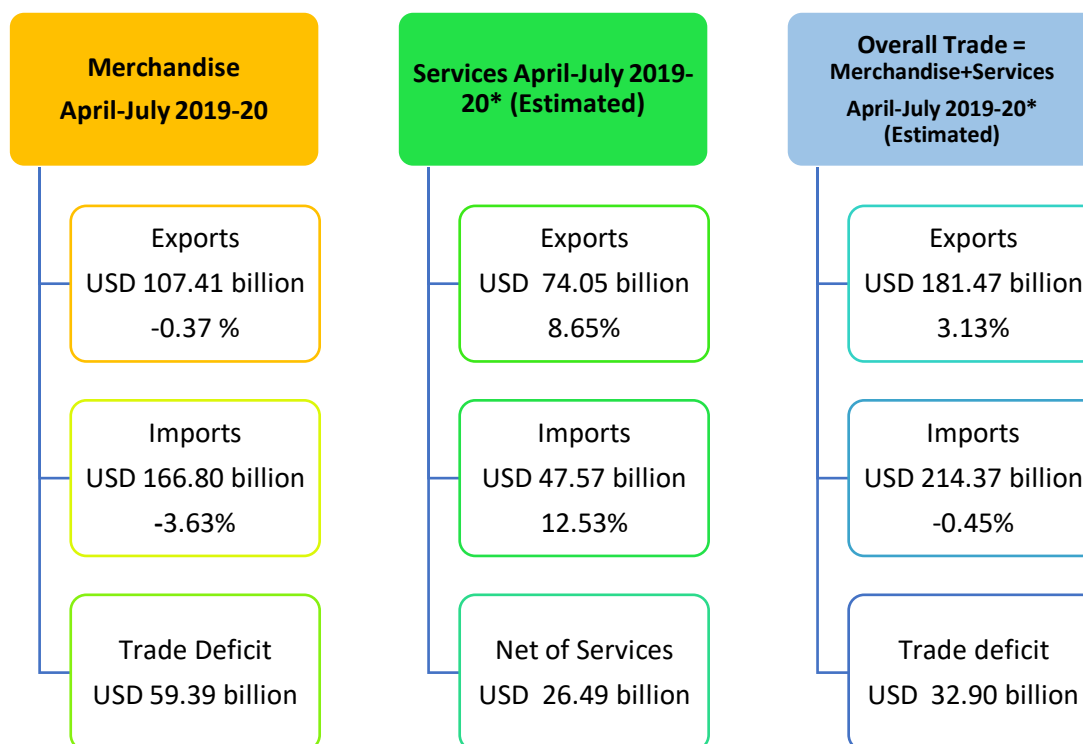 Merchandise
April-July 2019-20
Exports
USD 107.41 billion
-0.37 %
Imports
USD 166.80 billion
-3.63%
Trade Deficit
USD 59.39 billion
Services April-July 2019-
20* (Estimated)
Exports
USD 74.05 billion
8.65%
Imports
USD 47.57 billion
12.53%
Net of Services
USD 26.49 billion
Overall Trade =
Merchandise+Services
April-July 2019-20*
(Estimated)
Exports
USD 181.47 billion
3.13%
Imports
USD 214.37 billion
-0.45%
Trade deficit
USD 32.90 billion